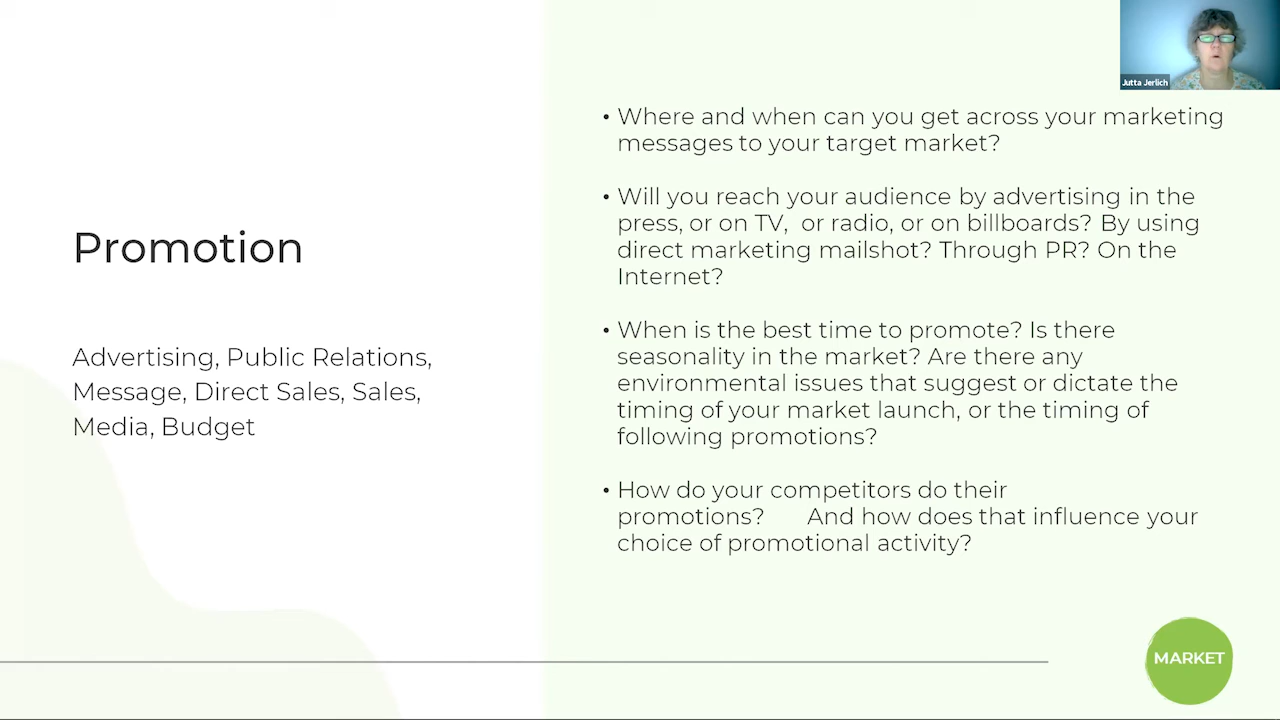 Jutta Jerlich
Promotion
Advertising, Public Relations,
Message, Direct Sales, Sales,
Media, Budget
• Where and when can you get across your marketing
messages to your target market?
• Will you reach your audience by advertising in the
press, or on TV,  or radio, or on billboards? By using
direct marketing mailshot? Through PR? On the
Internet?
• When is the best time to promote? Is there
seasonality in the market? Are there any
environmental issues that suggest or dictate the
timing of your market launch, or the timing of
following promotions?
• How do your competitors do their
promotions?      And how does that influence your
choice of promotional activity?
MARKET